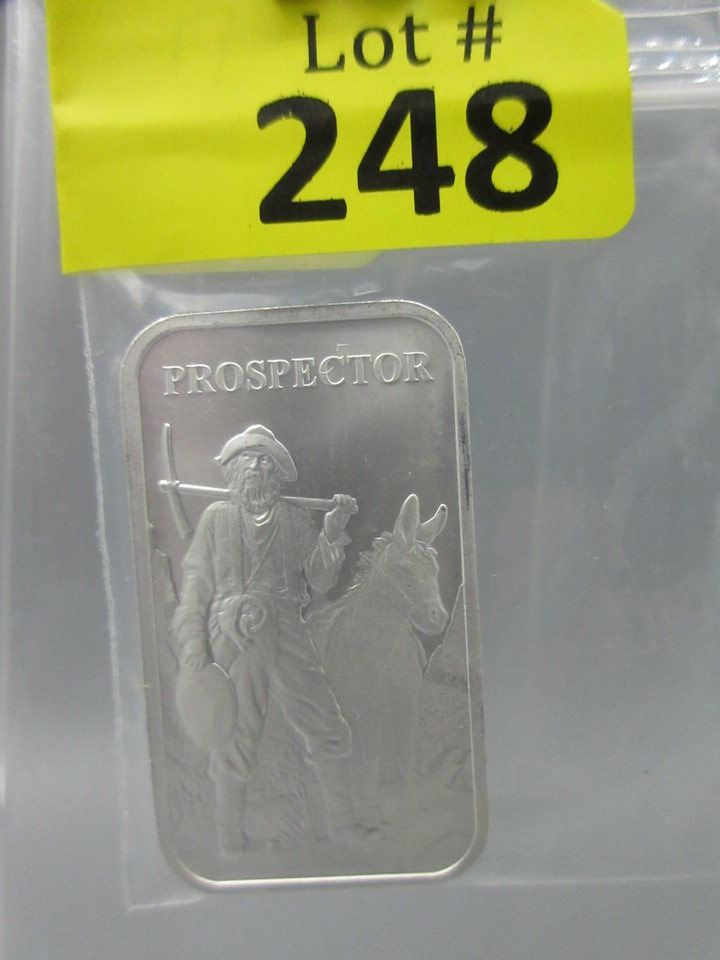 Lot #
248
PROSPECTOR